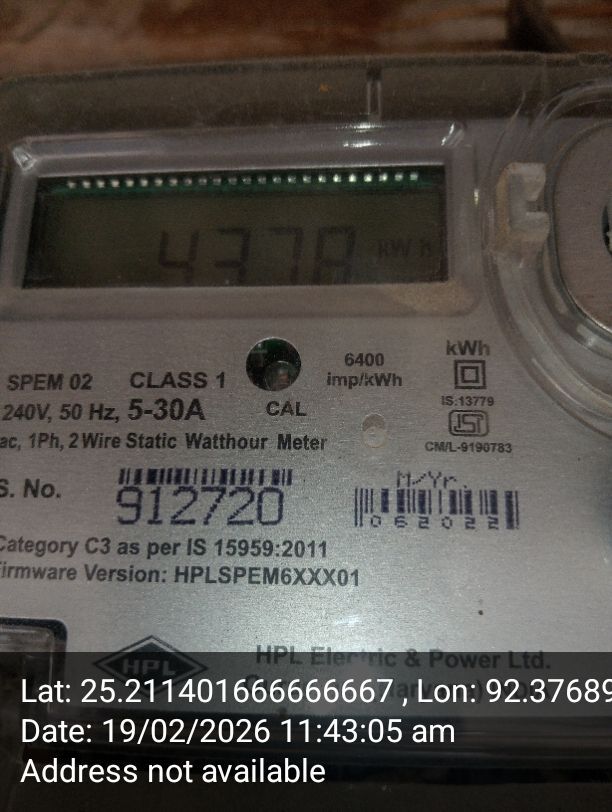 4378 kWh
SPEM 02 CLASS 1
6400
imp/kWh
kWh
240V, 50 Hz, 5-30A
CAL
IS:13779
ac, 1Ph, 2 Wire Static Watthour Meter
CM/L-9190783
S. No.
912720
M/Yr.
062022
Category C3 as per IS 15959:2011
Firmware Version: HPLSPEM6XXX01
HPL
HPL Electric & Power Ltd.
Lat: 25.211401666666667 , Lon: 92.37689
Date: 19/02/2026 11:43:05 am
Address not available